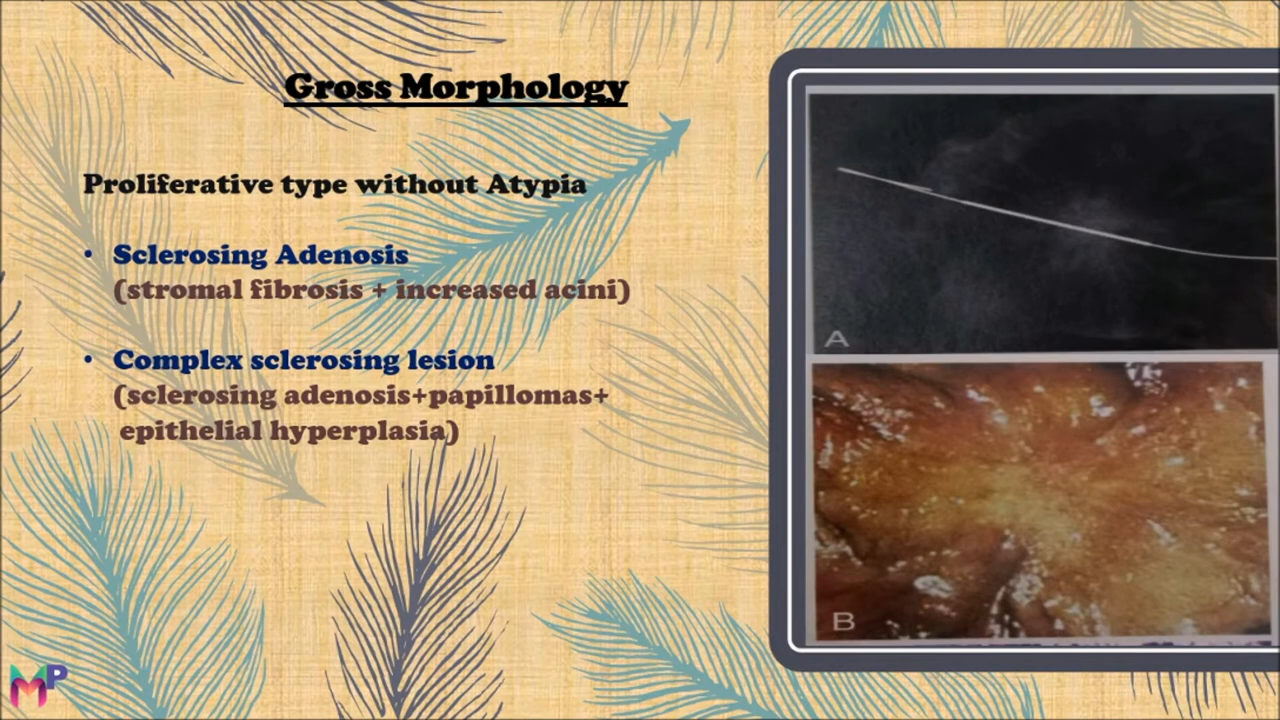 Gross Morphology
Proliferative type without Atypia
• Sclerosing Adenosis
(stromal fibrosis + increased acini)
• Complex sclerosing lesion
(sclerosing adenosis+papillomas+
epithelial hyperplasia)
A
B
MP